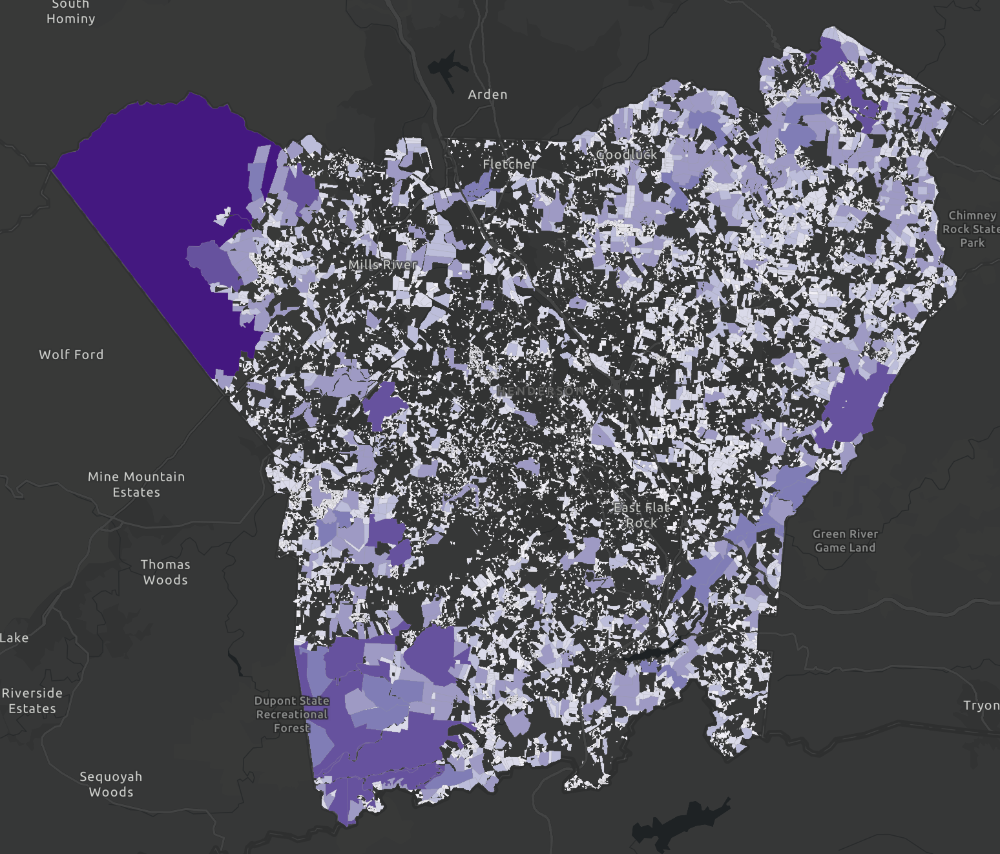 South
Hominy
Arden
Goodluck
Fletcher
Chimney
Rock State
Park
Mills River
Wolf Ford
HENDERSON
Mine Mountain
Estates
East Flat
Rock
Green River
Game Land
Thomas
Woods
Lake
Riverside
Estates
Dupont State
Recreational
Forest
Tryon
Sequoyah
Woods